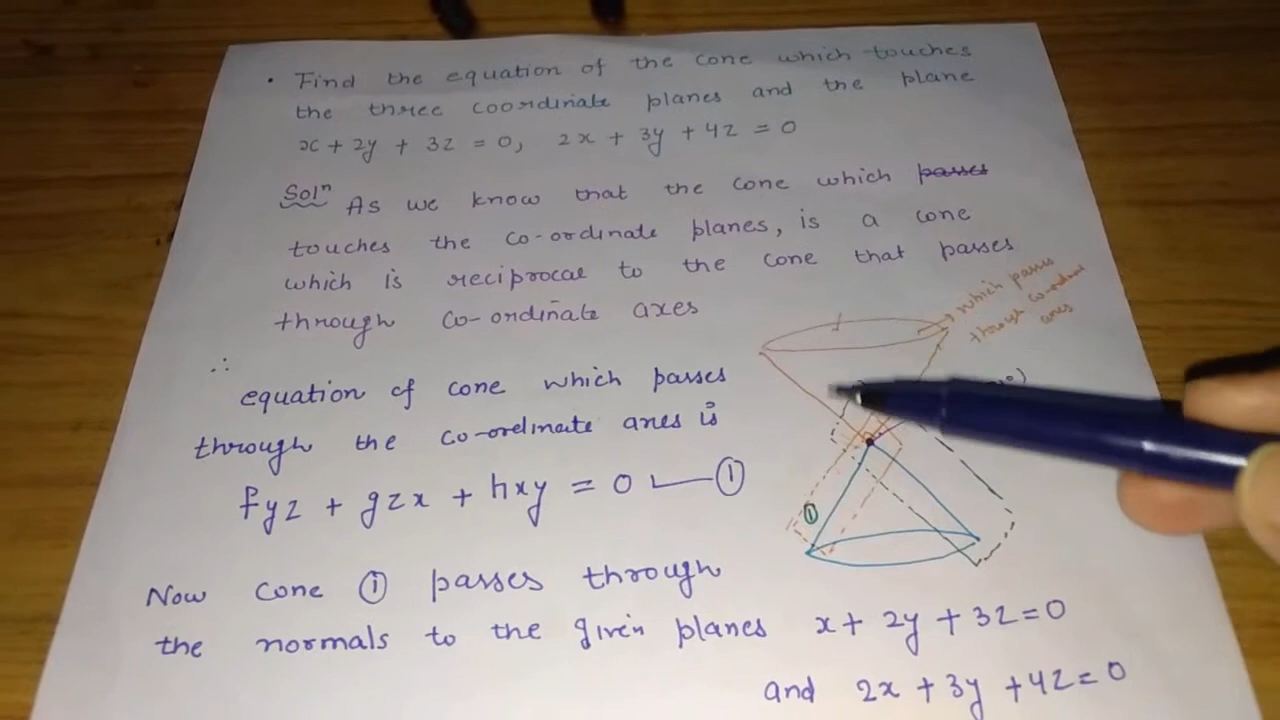 • Find the equation of the cone which touches
the three coordinate planes and the plane
x + 2y + 3z = 0, 2x + 3y + 4z = 0
Solⁿ As we know that the cone which passes
touches the co-ordinate planes, is a cone
which is reciprocal to the cone that passes
through co-ordinate axes
→ which passes
through co-ordinate
axes
∴
equation of cone which passes
through the co-ordinate axes is
fyz + gzx + hxy = 0 — ①
①
Now cone ① passes through
the normals to the given planes x + 2y + 3z = 0
and 2x + 3y + 4z = 0